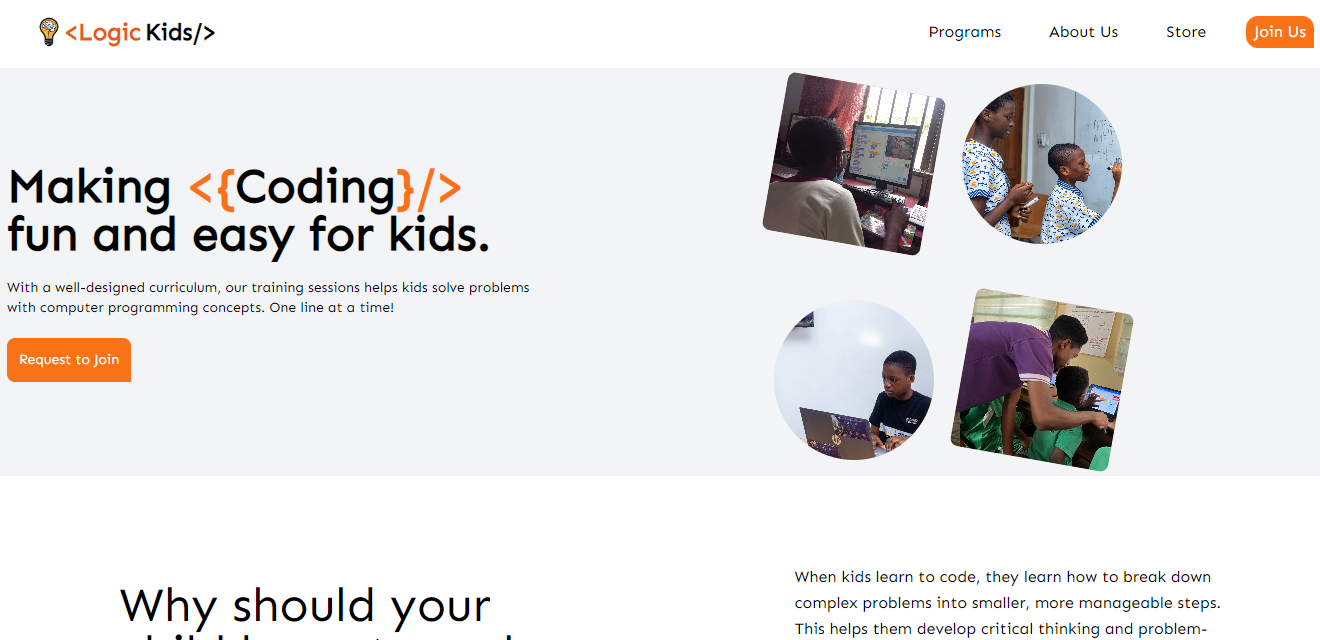 <Logic Kids/>
Programs
About Us
Store
Join Us
Making <{Coding}/>
fun and easy for kids.
With a well-designed curriculum, our training sessions helps kids solve problems
with computer programming concepts. One line at a time!
Request to Join
Why should your
When kids learn to code, they learn how to break down
complex problems into smaller, more manageable steps.
This helps them develop critical thinking and problem-